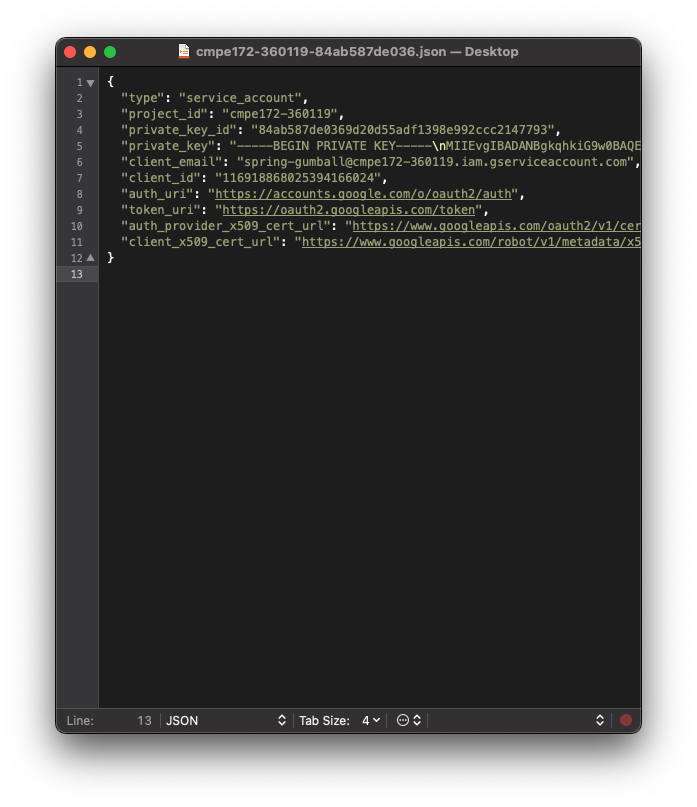 cmpe172-360119-84ab587de036.json — Desktop
1 {
2 "type": "service_account",
3 "project_id": "cmpe172-360119",
4 "private_key_id": "84ab587de0369d20d55adf1398e992ccc2147793",
5 "private_key": "-----BEGIN PRIVATE KEY-----\nMIIEvgIBADANBgkqhkiG9w0BAQE
6 "client_email": "spring-gumball@cmpe172-360119.iam.gserviceaccount.com",
7 "client_id": "116918868025394166024",
8 "auth_uri": "https://accounts.google.com/o/oauth2/auth",
9 "token_uri": "https://oauth2.googleapis.com/token",
10 "auth_provider_x509_cert_url": "https://www.googleapis.com/oauth2/v1/cer
11 "client_x509_cert_url": "https://www.googleapis.com/robot/v1/metadata/x5
12 }
13
Line: 13 JSON Tab Size: 4